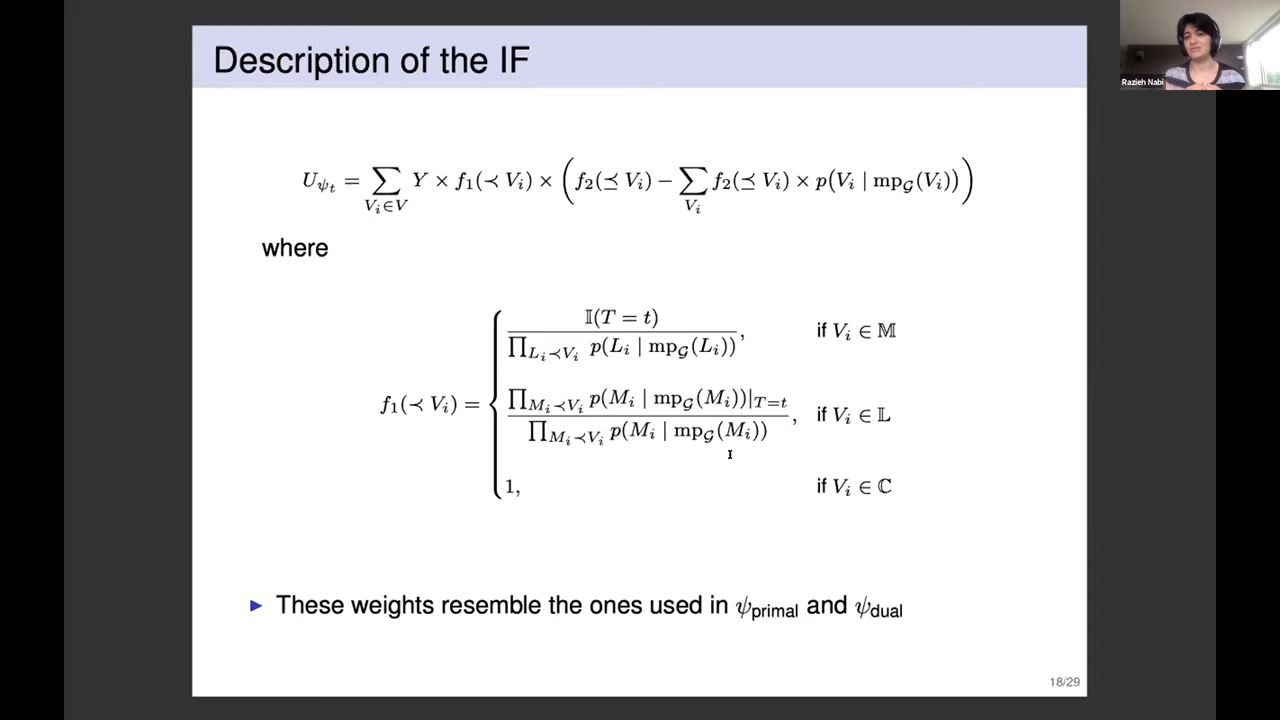 Description of the IF
Razieh Nabi
U_{ψ_t} = ∑_{V_i∈V} Y × f_1(≺ V_i) × ( f_2(⪯ V_i) − ∑_{V_i} f_2(⪯ V_i) × p(V_i | mp_𝒢(V_i)) )
where
f_1(≺ V_i) = {
𝕀(T = t) / ∏_{L_i≺V_i} p(L_i | mp_𝒢(L_i)), if V_i ∈ 𝕄
∏_{M_i≺V_i} p(M_i | mp_𝒢(M_i))|_{T=t} / ∏_{M_i≺V_i} p(M_i | mp_𝒢(M_i)), if V_i ∈ 𝕃
1, if V_i ∈ ℂ
► These weights resemble the ones used in ψ_primal and ψ_dual
18/29